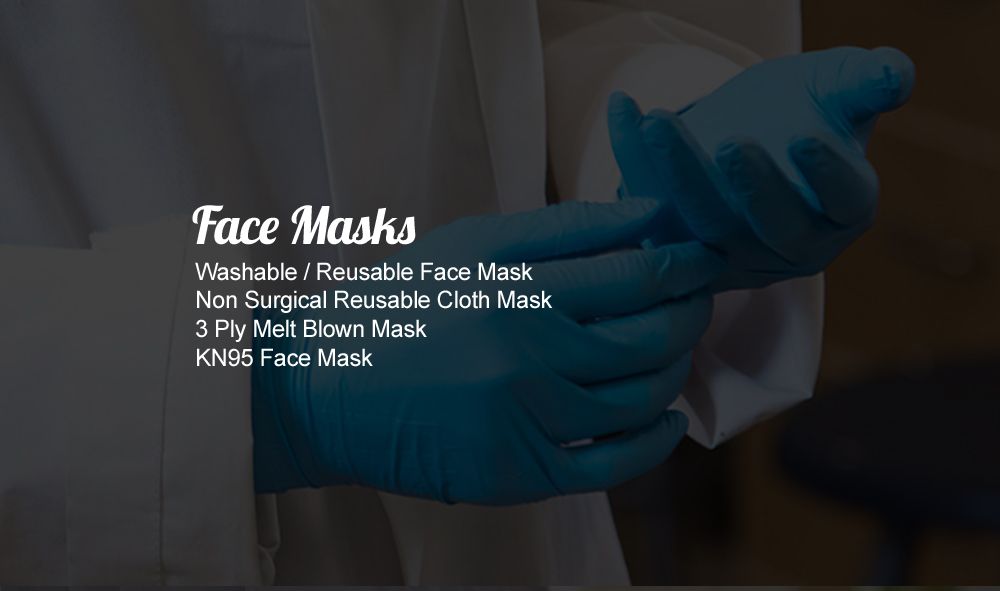 Face Masks
Washable / Reusable Face Mask
Non Surgical Reusable Cloth Mask
3 Ply Melt Blown Mask
KN95 Face Mask